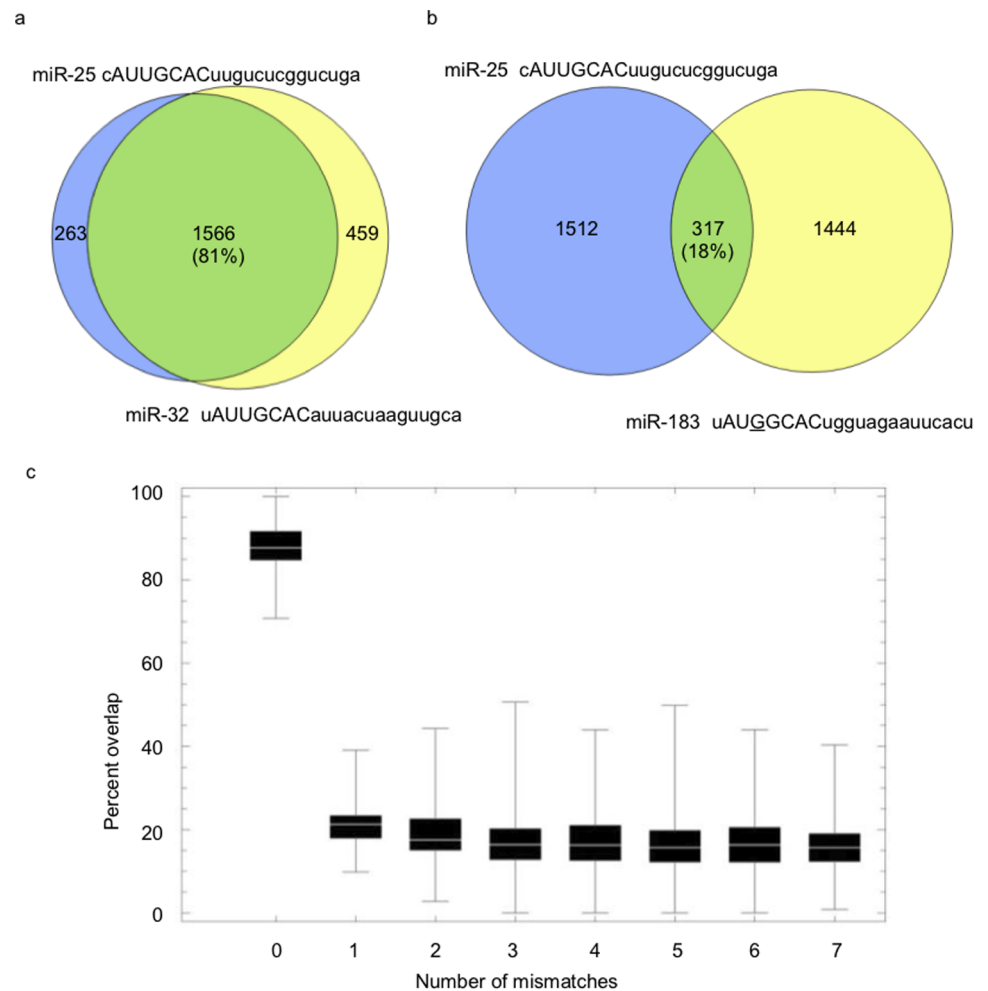 a
b
miR-25 cAUUGCACuugucucggucuga
miR-25 cAUUGCACuugucucggucuga
263
1566
(81%)
459
1512
317
(18%)
1444
miR-32 uAUUGCACauuacuaaguugca
miR-183 uAUGGCACugguagaauucacu
c
100
80
60
40
20
0
Percent overlap
0 1 2 3 4 5 6 7
Number of mismatches